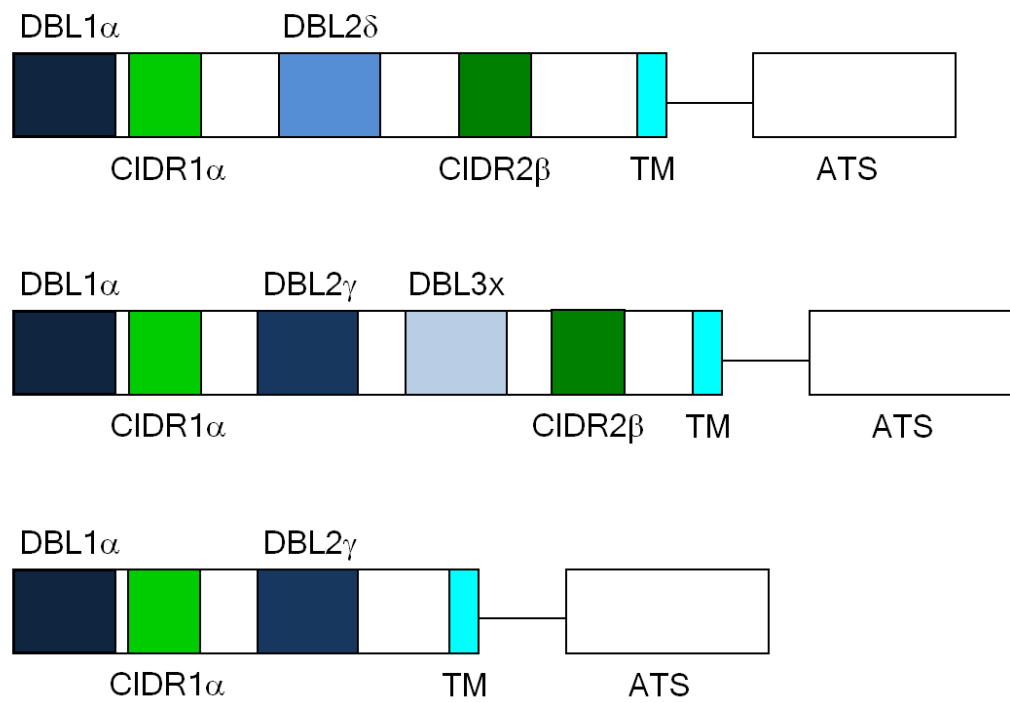 DBL1α DBL2δ
CIDR1α CIDR2β TM ATS
DBL1α DBL2γ DBL3x
CIDR1α CIDR2β TM ATS
DBL1α DBL2γ
CIDR1α TM ATS